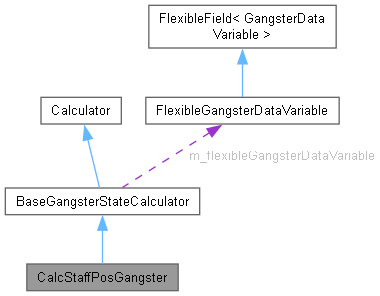 FlexibleField< GangsterData
Variable >
Calculator
FlexibleGangsterDataVariable
m_flexibleGangsterDataVariable
BaseGangsterStateCalculator
CalcStaffPosGangster